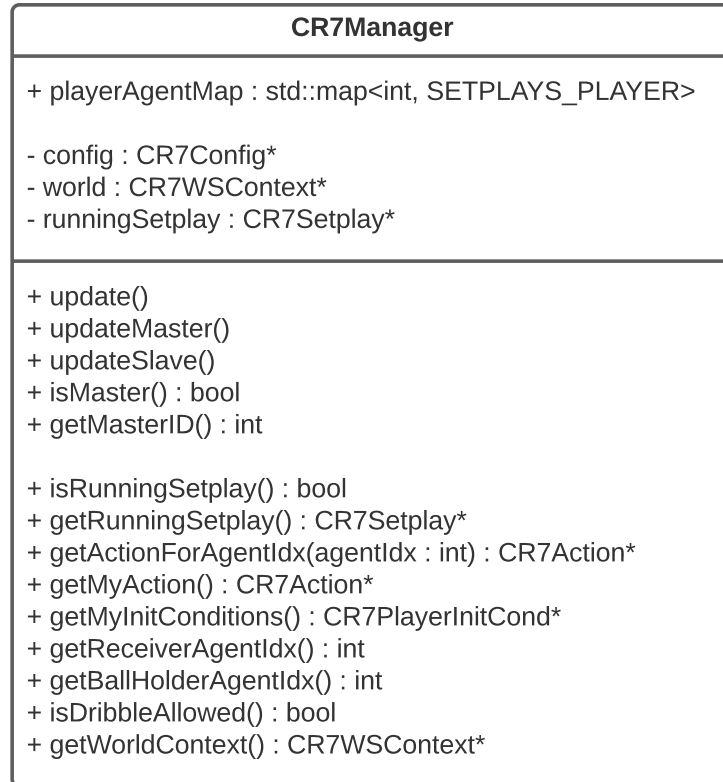 CR7Manager
+ playerAgentMap : std::map<int, SETPLAYS_PLAYER>
- config : CR7Config*
- world : CR7WSContext*
- runningSetplay : CR7Setplay*
+ update()
+ updateMaster()
+ updateSlave()
+ isMaster() : bool
+ getMasterID() : int
+ isRunningSetplay() : bool
+ getRunningSetplay() : CR7Setplay*
+ getActionForAgentIdx(agentIdx : int) : CR7Action*
+ getMyAction() : CR7Action*
+ getMyInitConditions() : CR7PlayerInitCond*
+ getReceiverAgentIdx() : int
+ getBallHolderAgentIdx() : int
+ isDribbleAllowed() : bool
+ getWorldContext() : CR7WSContext*